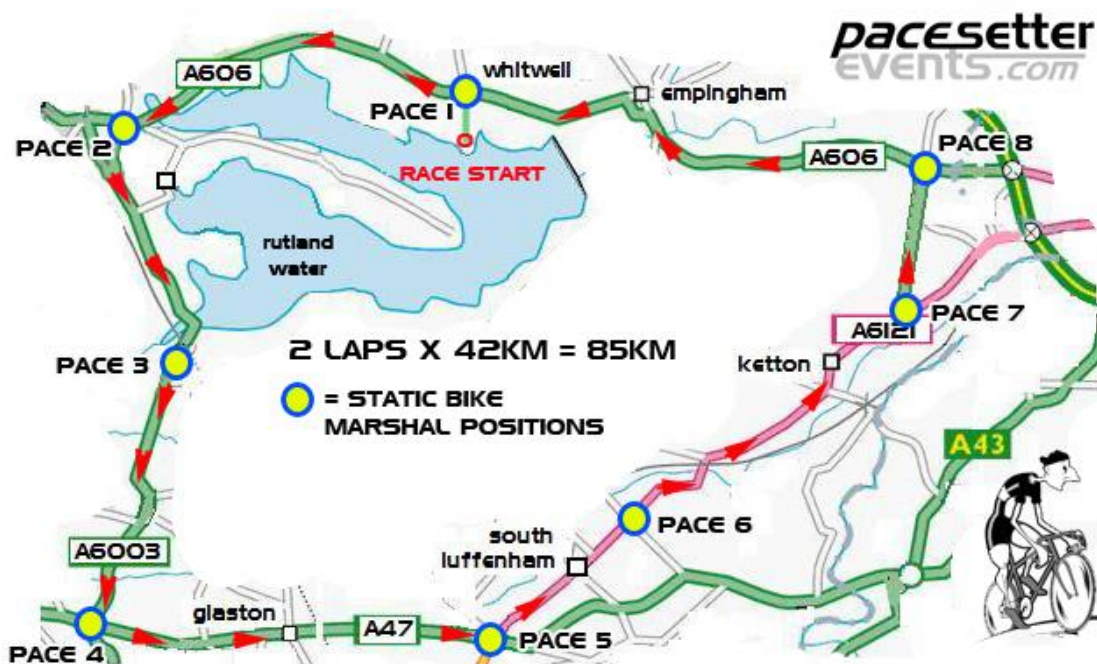 pacesetter
EVENTS.com
A606
whitwell
empingham
PACE 1
PACE 2
RACE START
A606
PACE 8
rutland
water
PACE 3
2 LAPS X 42KM = 85KM
= STATIC BIKE
MARSHAL POSITIONS
A6121
PACE 7
ketton
A43
PACE 6
south
luffenham
A6003
glaston
A47
PACE 4
PACE 5